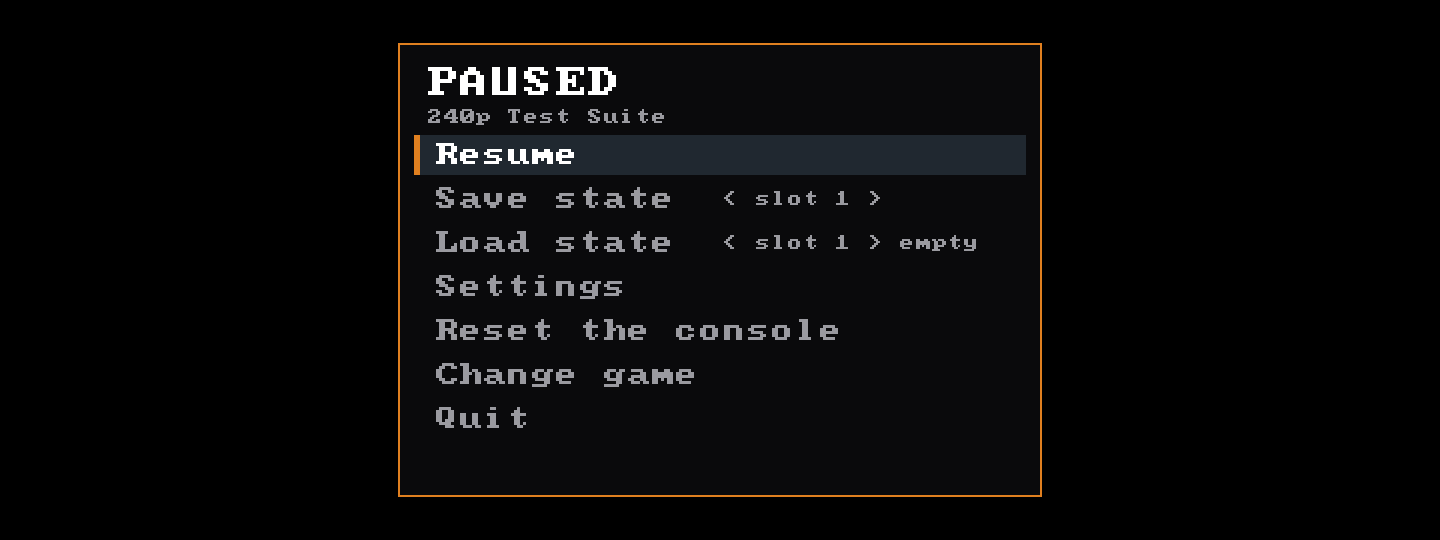 PAUSED
240p Test Suite
Resume
Save state < slot 1 >
Load state < slot 1 > empty
Settings
Reset the console
Change game
Quit